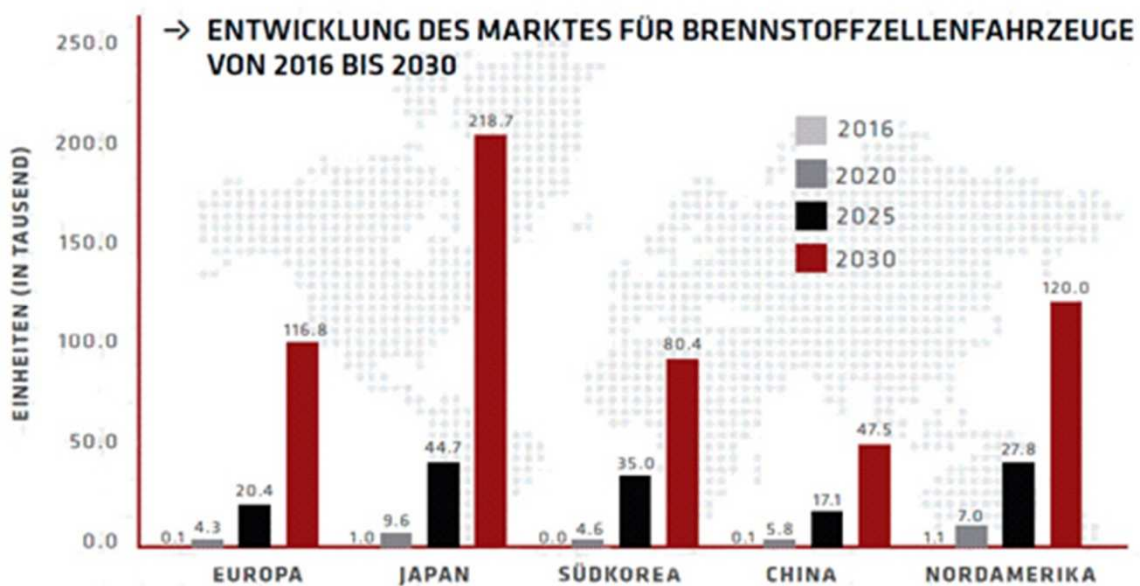 → ENTWICKLUNG DES MARKTES FÜR BRENNSTOFFZELLENFAHRZEUGE
VON 2016 BIS 2030
EINHEITEN (IN TAUSEND)
250.0
200.0
150.0
100.0
50.0
0.0
2016
2020
2025
2030
0.1 4.3 20.4 116.8
1.0 9.6 44.7 218.7
0.0 4.6 35.0 80.4
0.1 5.8 17.1 47.5
1.1 7.0 27.8 120.0
EUROPA JAPAN SÜDKOREA CHINA NORDAMERIKA